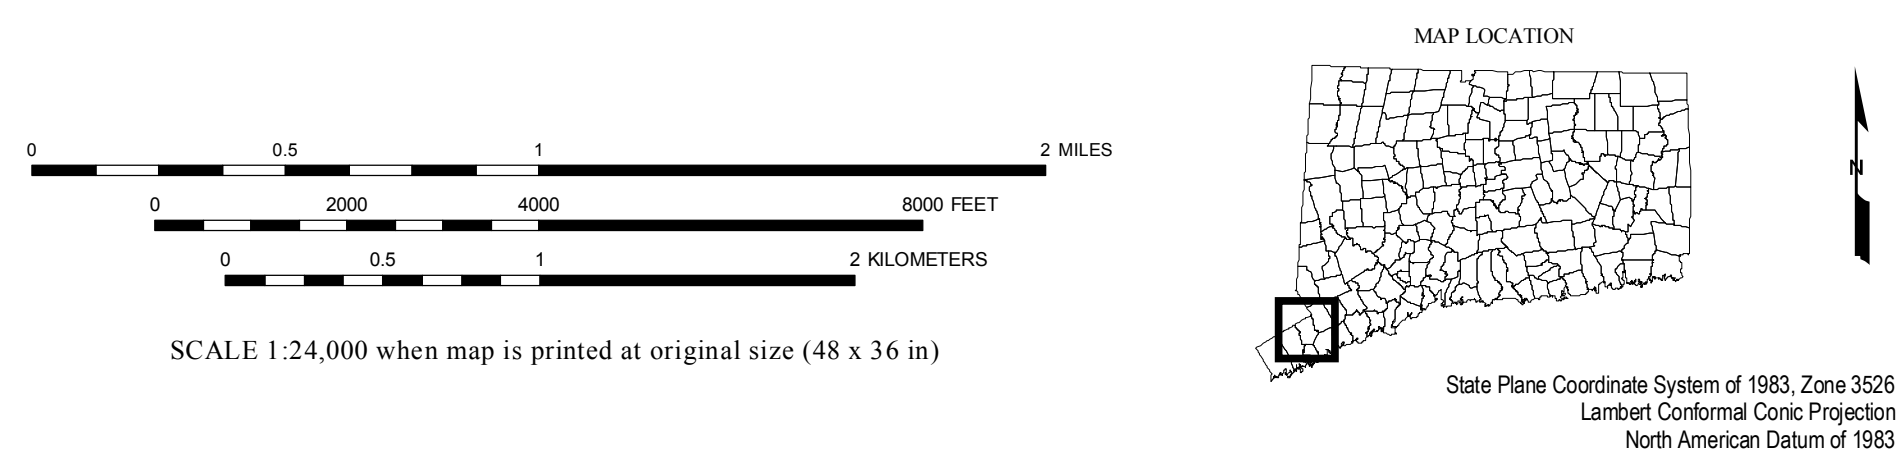 MAP LOCATION
0 0.5 1 2 MILES
0 2000 4000 8000 FEET
0 0.5 1 2 KILOMETERS
SCALE 1:24,000 when map is printed at original size (48 x 36 in)
N
State Plane Coordinate System of 1983, Zone 3526
Lambert Conformal Conic Projection
North American Datum of 1983